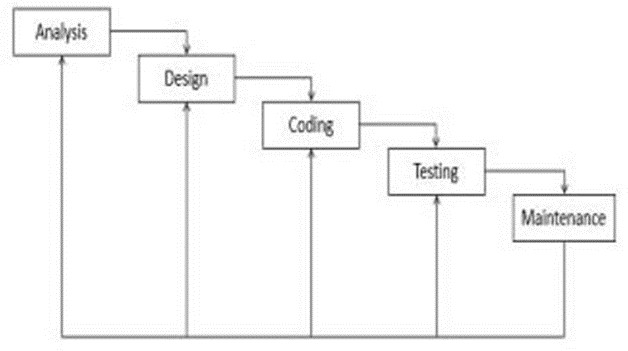 Analysis
Design
Coding
Testing
Maintenance